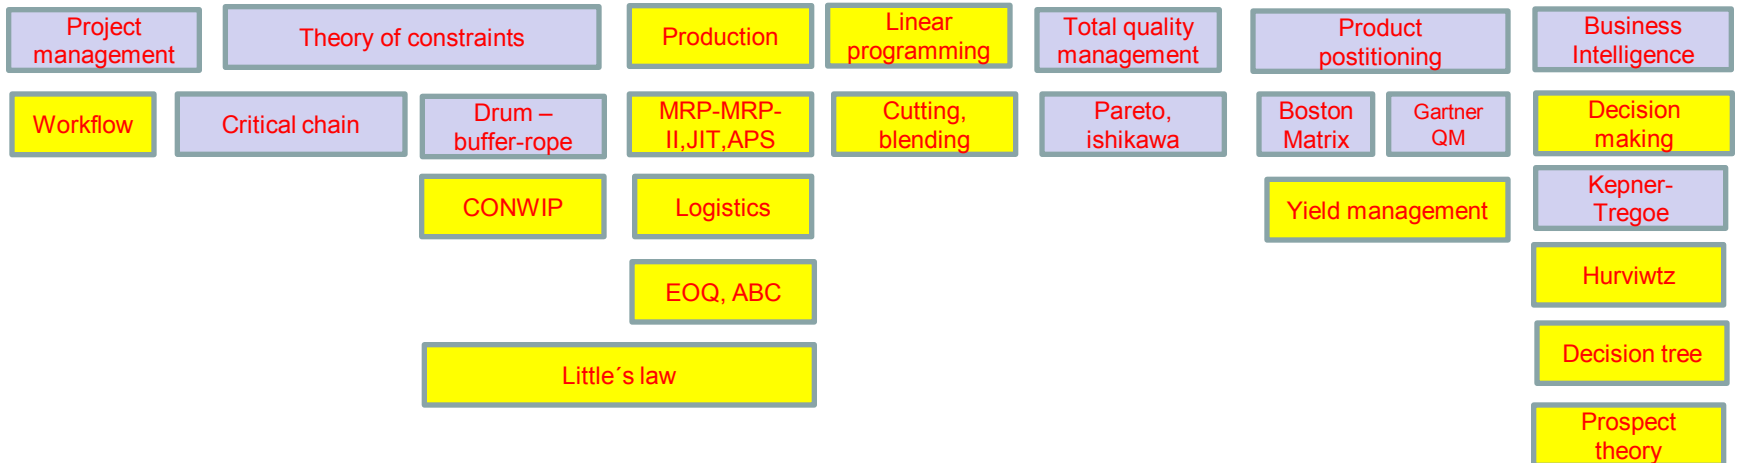 Project
management
Theory of constraints
Production
Linear
programming
Total quality
management
Product
postitioning
Business
Intelligence
Workflow
Critical chain
Drum –
buffer-rope
MRP-MRP-
II,JIT,APS
Cutting,
blending
Pareto,
ishikawa
Boston
Matrix
Gartner
QM
Decision
making
CONWIP
Logistics
Yield management
Kepner-
Tregoe
EOQ, ABC
Hurviwtz
Little´s law
Decision tree
Prospect
theory